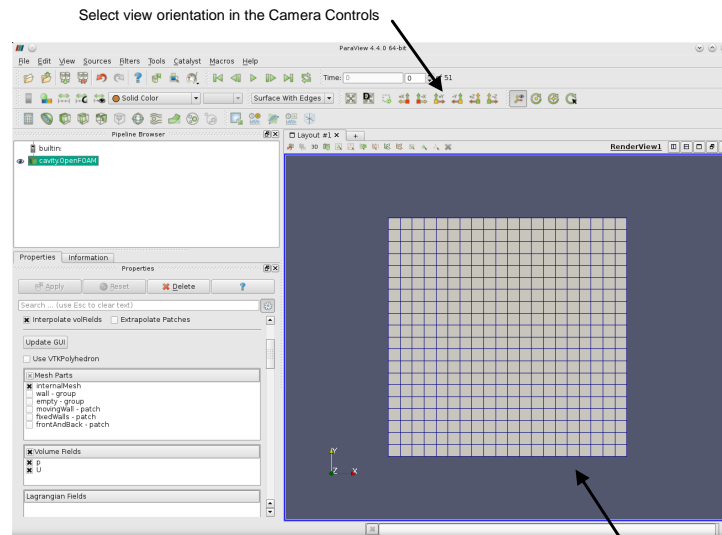 Select view orientation in the Camera Controls
ParaView 4.4.0 64-bit
File Edit View Sources Filters Tools Catalyst Macros Help
Time: 0 0 of 51
Solid Color Surface With Edges
Pipeline Browser
builtin:
cavity.OpenFOAM
Layout #1 × +
3D RenderView1
Properties Information
Properties
Apply Reset Delete ?
Search ... (use Esc to clear text)
Interpolate volFields Extrapolate Patches
Update GUI
Use VTKPolyhedron
Mesh Parts
internalMesh
wall - group
empty - group
movingWall - patch
fixedWalls - patch
frontAndBack - patch
Volume Fields
p
U
Lagrangian Fields
Y
Z X